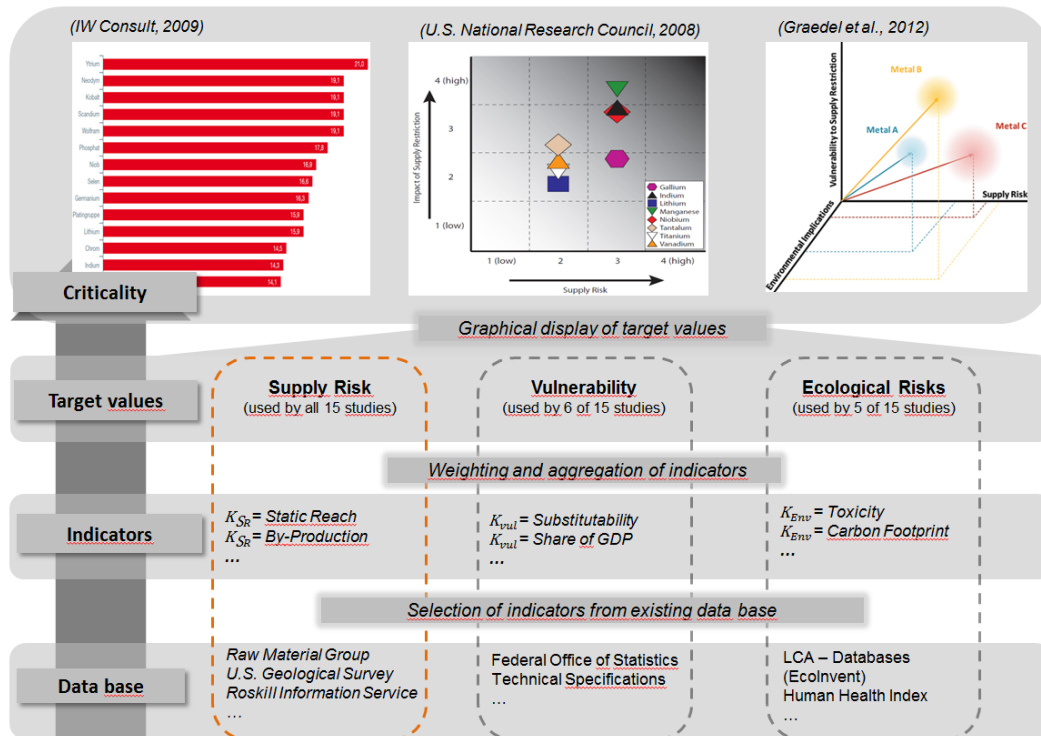 (IW Consult, 2009)
(U.S. National Research Council, 2008)
(Graedel et al., 2012)
Yttrium
21,0
Neodym
19,1
Kobalt
19,1
Scandium
19,1
Wolfram
19,1
Phosphat
17,8
Niob
16,9
Selen
16,6
Germanium
16,3
Platingruppe
15,9
Lithium
15,9
Chrom
14,5
Indium
14,3
14,1
Impact of Supply Restriction
4 (high)
3
2
1 (low)
1 (low)
2
3
4 (high)
Supply Risk
Gallium
Indium
Lithium
Manganese
Niobium
Tantalum
Titanium
Vanadium
Vulnerability to Supply Restriction
Metal B
Metal A
Metal C
Supply Risk
Environmental Implications
Criticality
Graphical display of target values
Target values
Supply Risk
(used by all 15 studies)
Vulnerability
(used by 6 of 15 studies)
Ecological Risks
(used by 5 of 15 studies)
Weighting and aggregation of indicators
Indicators
K_SR = Static Reach
K_SR = By-Production
...
K_vul = Substitutability
K_vul = Share of GDP
...
K_Env = Toxicity
K_Env = Carbon Footprint
...
Selection of indicators from existing data base
Data base
Raw Material Group
U.S. Geological Survey
Roskill Information Service
...
Federal Office of Statistics
Technical Specifications
...
LCA – Databases
(EcoInvent)
Human Health Index
...